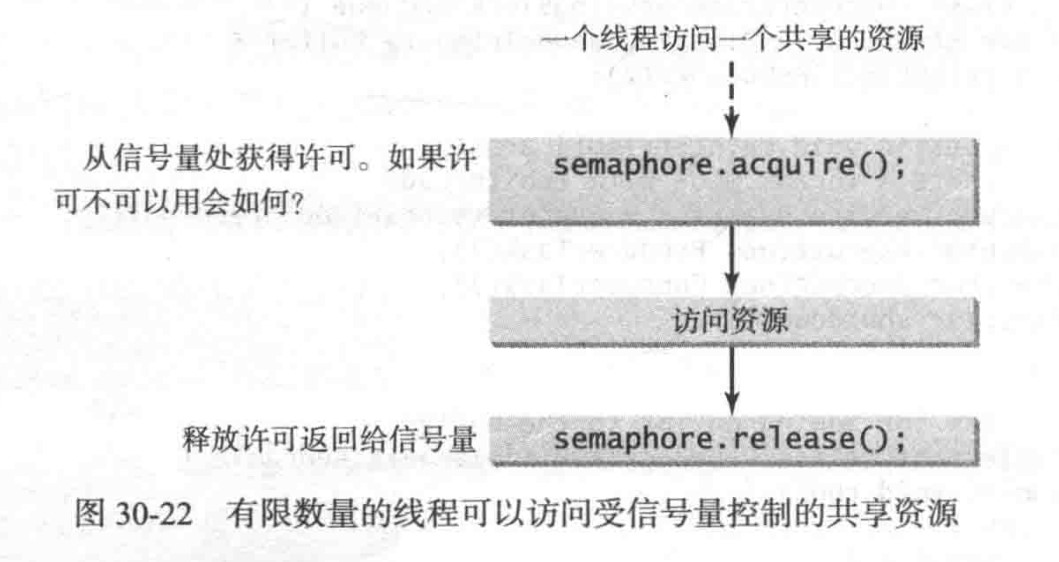 一个线程访问一个共享的资源
从信号量处获得许可。如果许
可不可以用会如何?
semaphore.acquire();
访问资源
释放许可返回给信号量
semaphore.release();
图 30-22 有限数量的线程可以访问受信号量控制的共享资源